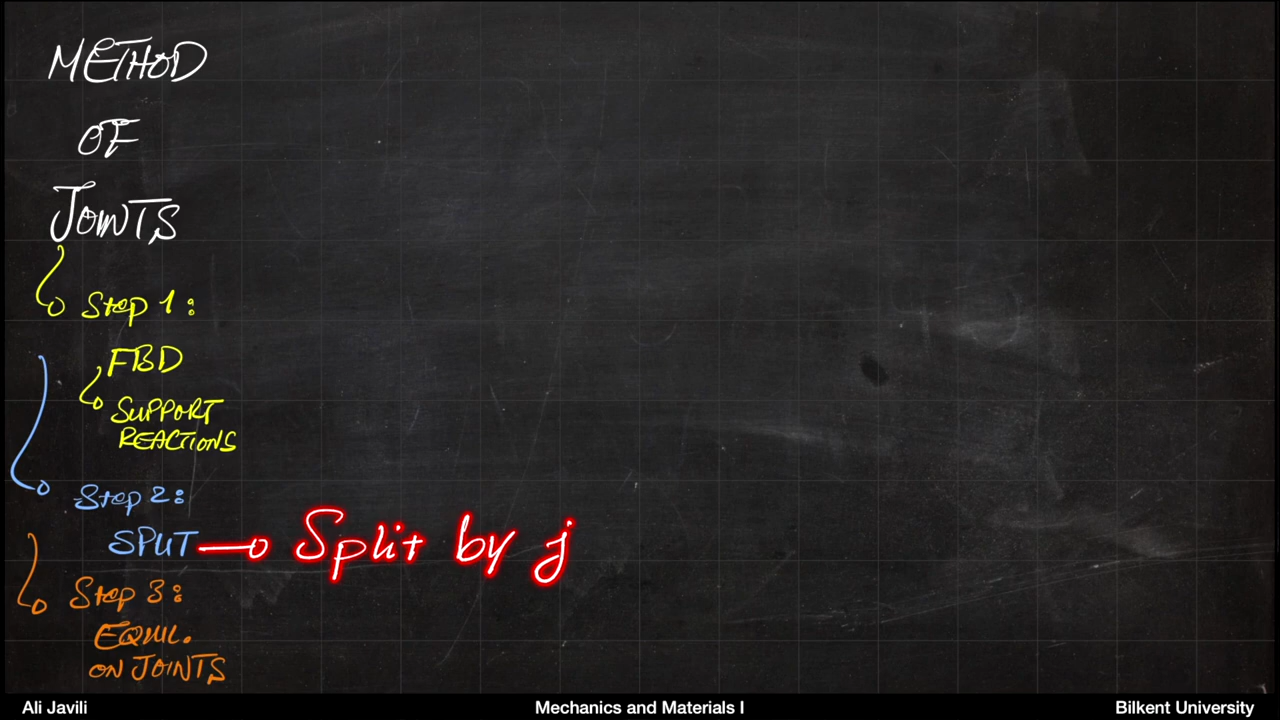 METHOD
OF
JOINTS
Step 1:
FBD
SUPPORT
REACTIONS
Step 2:
SPLIT Split by j
Step 3:
EQUIL.
ON JOINTS
Ali Javili Mechanics and Materials I Bilkent University